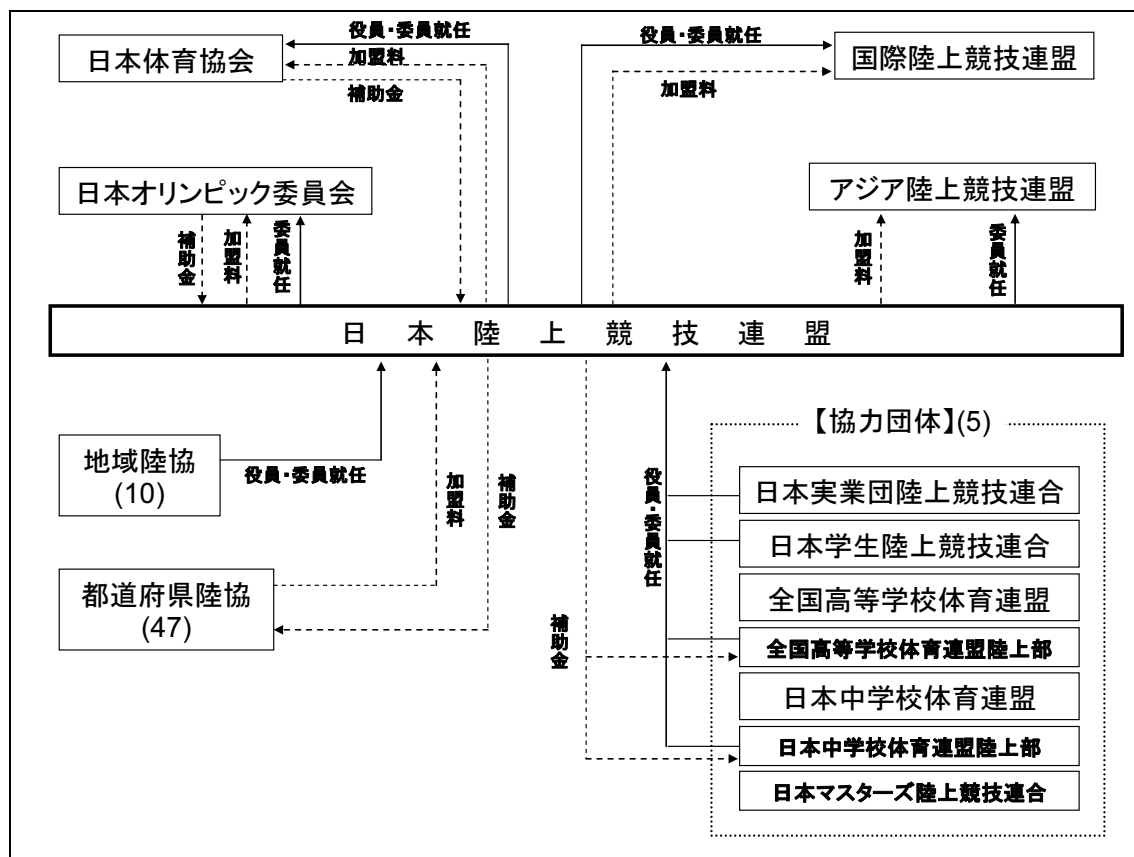 役員・委員就任
日本体育協会
加盟料
補助金
役員・委員就任
国際陸上競技連盟
加盟料
日本オリンピック委員会
補助金
加盟料
委員就任
アジア陸上競技連盟
加盟料
委員就任
日本陸上競技連盟
地域陸協
(10)
役員・委員就任
都道府県陸協
(47)
加盟料
補助金
補助金
役員・委員就任
【協力団体】(5)
日本実業団陸上競技連合
日本学生陸上競技連合
全国高等学校体育連盟
全国高等学校体育連盟陸上部
日本中学校体育連盟
日本中学校体育連盟陸上部
日本マスターズ陸上競技連合